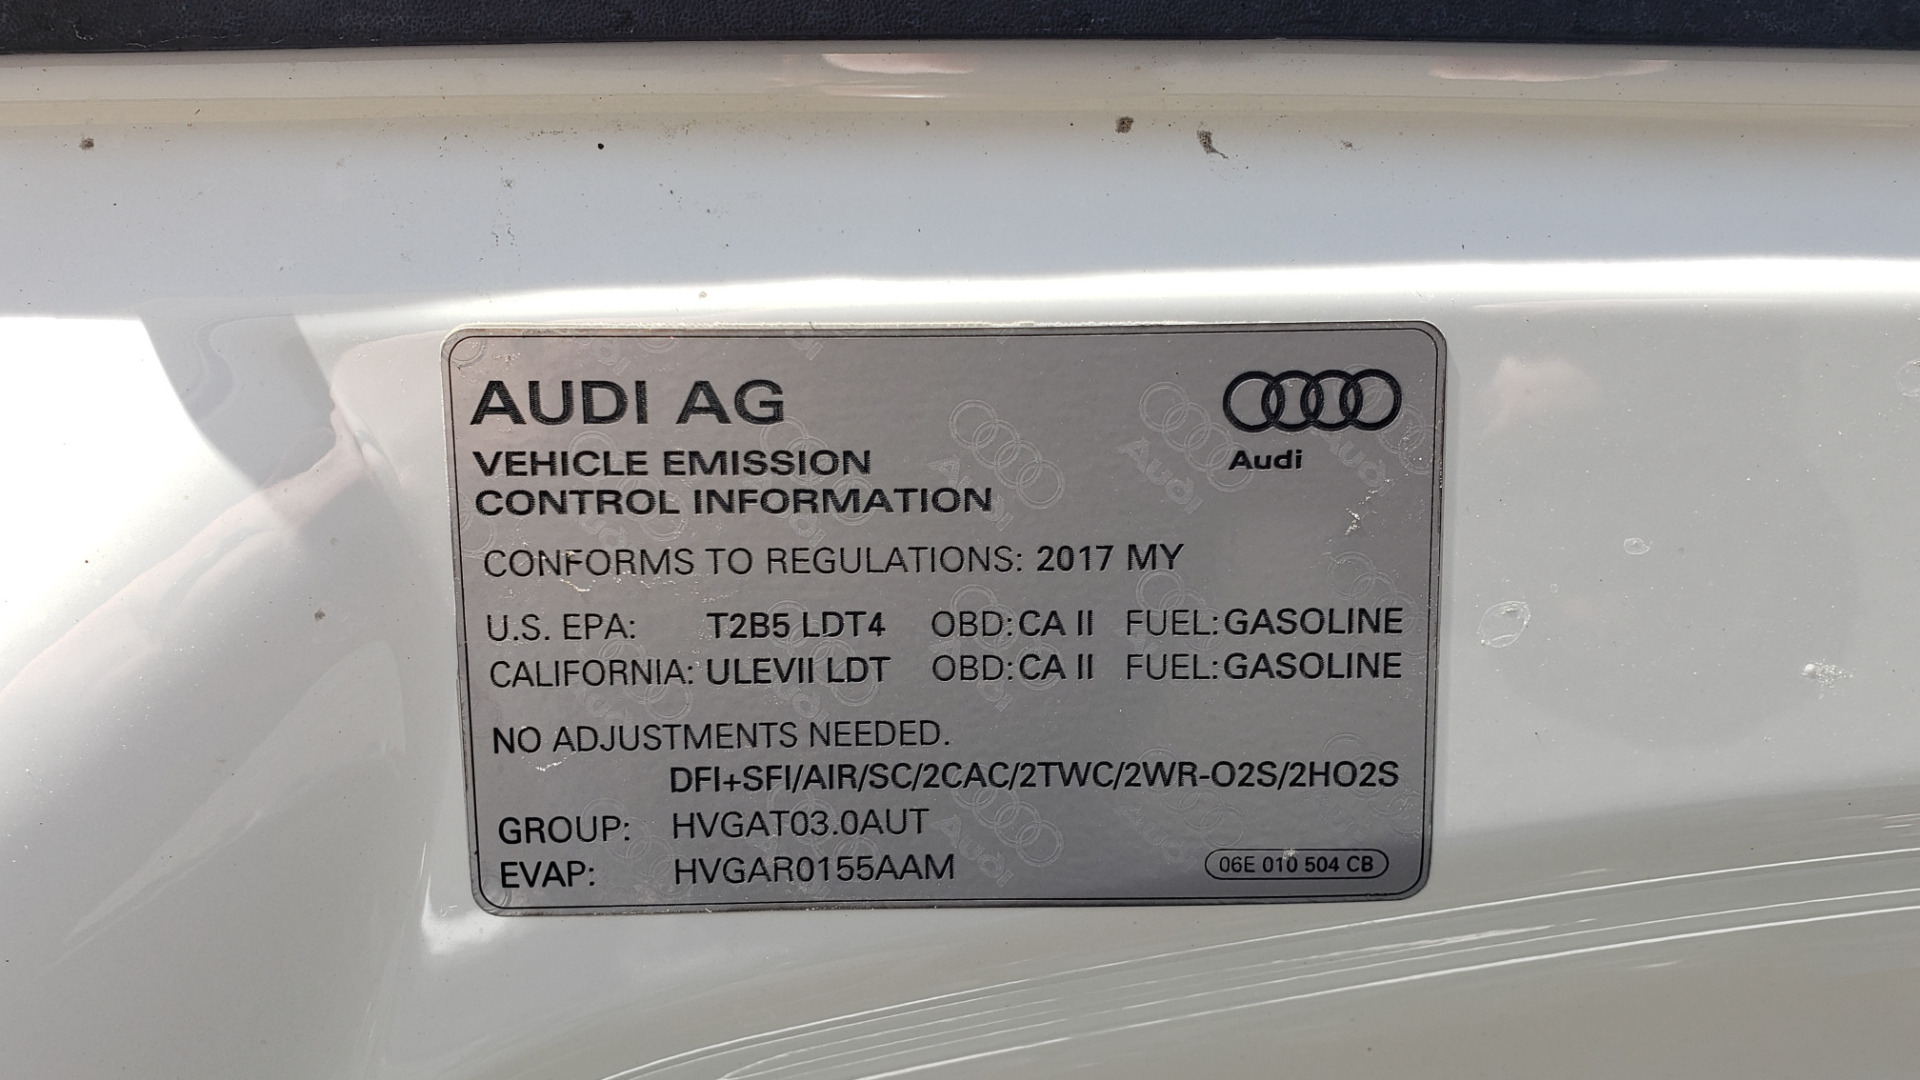 AUDI AG
Audi
VEHICLE EMISSION
CONTROL INFORMATION
CONFORMS TO REGULATIONS: 2017 MY
U.S. EPA: T2B5 LDT4 OBD: CA II FUEL: GASOLINE
CALIFORNIA: ULEVII LDT OBD: CA II FUEL: GASOLINE
NO ADJUSTMENTS NEEDED.
DFI+SFI/AIR/SC/2CAC/2TWC/2WR-O2S/2HO2S
GROUP: HVGAT03.0AUT
EVAP: HVGAR0155AAM
06E 010 504 CB